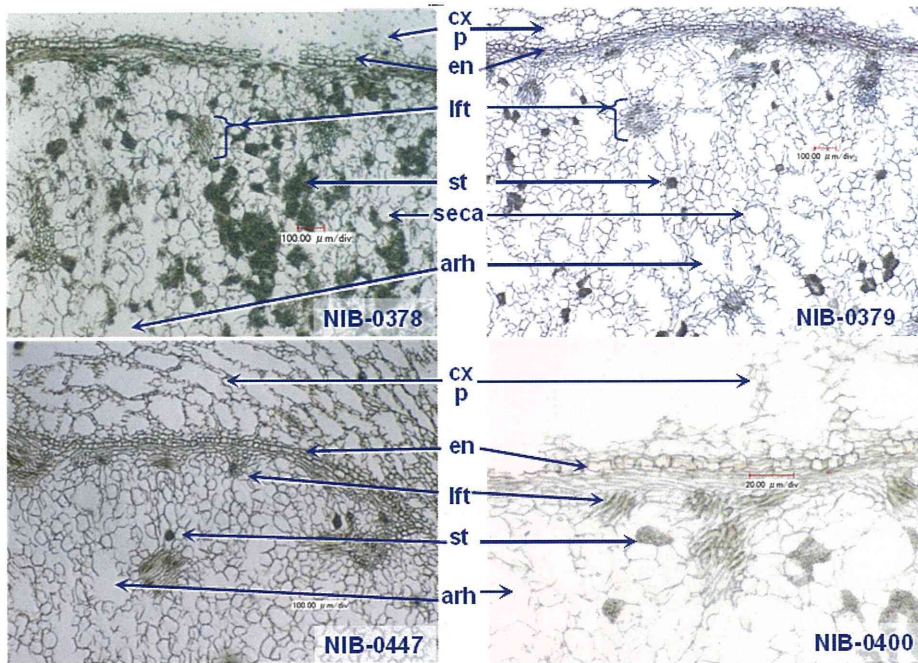 cx
p
en
lft
st
seca
arh
100.00 μm/div
100.00 μm/div
NIB-0378
NIB-0379
cx
p
en
lft
st
arh
20.00 μm/div
100.00 μm/div
NIB-0447
NIB-0400